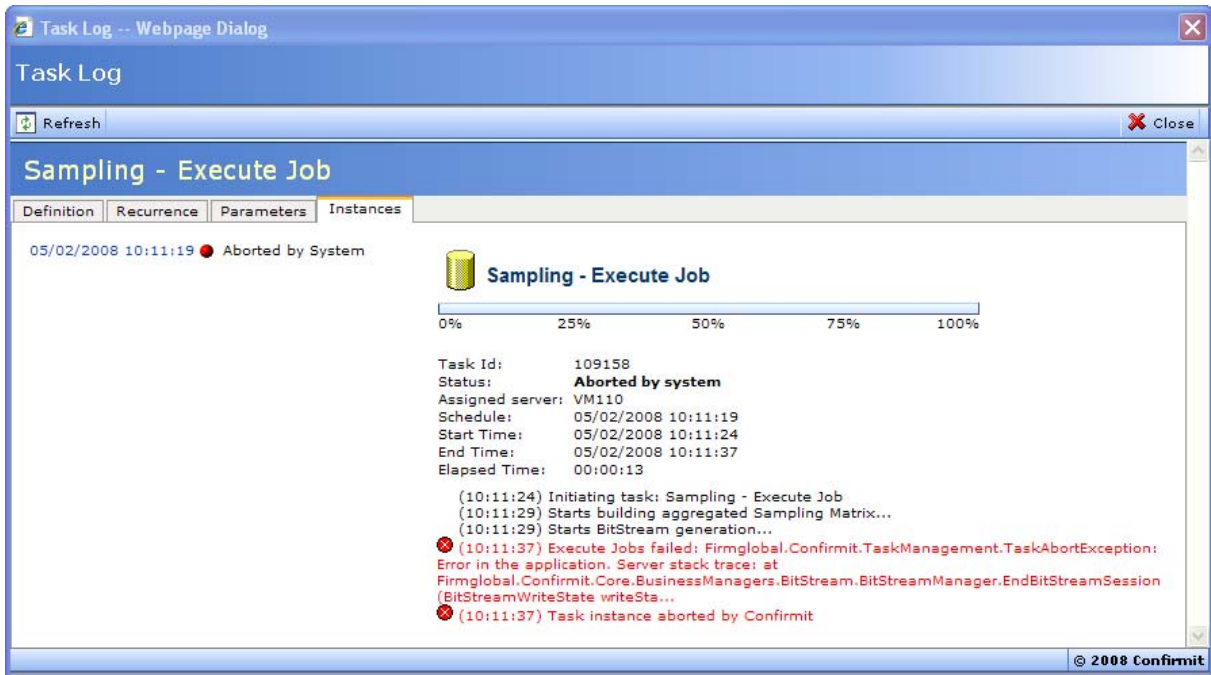 Task Log -- Webpage Dialog
Task Log
Refresh
Close
Sampling - Execute Job
Definition
Recurrence
Parameters
Instances
05/02/2008 10:11:19 Aborted by System
Sampling - Execute Job
0% 25% 50% 75% 100%
Task Id: 109158
Status: Aborted by system
Assigned server: VM110
Schedule: 05/02/2008 10:11:19
Start Time: 05/02/2008 10:11:24
End Time: 05/02/2008 10:11:37
Elapsed Time: 00:00:13
(10:11:24) Initiating task: Sampling - Execute Job
(10:11:29) Starts building aggregated Sampling Matrix...
(10:11:29) Starts BitStream generation...
(10:11:37) Execute Jobs failed: Firmglobal.Confirmit.TaskManagement.TaskAbortException:
Error in the application. Server stack trace: at
Firmglobal.Confirmit.Core.BusinessManagers.BitStream.BitStreamManager.EndBitStreamSession
(BitStreamWriteState writeSta...
(10:11:37) Task instance aborted by Confirmit
© 2008 Confirmit